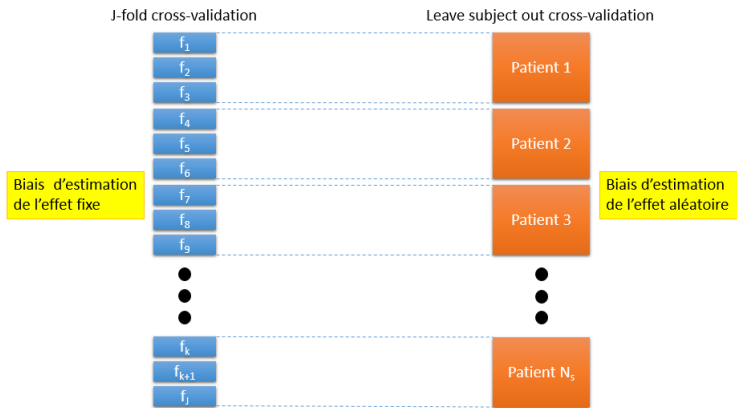 J-fold cross-validation
Leave subject out cross-validation
f1
f2
f3
Patient 1
f4
f5
f6
Patient 2
Biais d'estimation
de l'effet fixe
f7
f8
f9
Patient 3
Biais d'estimation
de l'effet aléatoire
fk
fk+1
fJ
Patient Ns